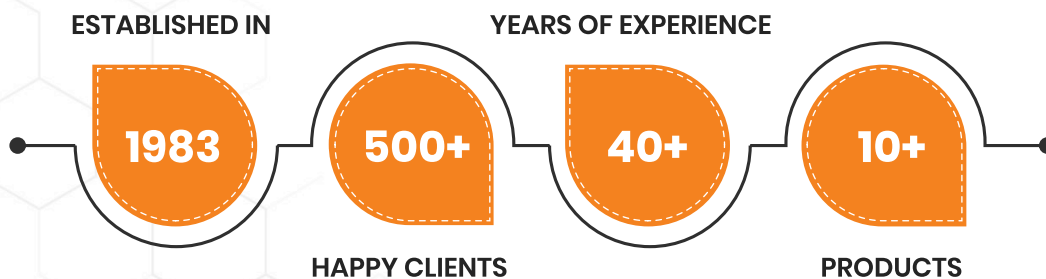 ESTABLISHED IN
1983
500+
HAPPY CLIENTS
YEARS OF EXPERIENCE
40+
10+
PRODUCTS